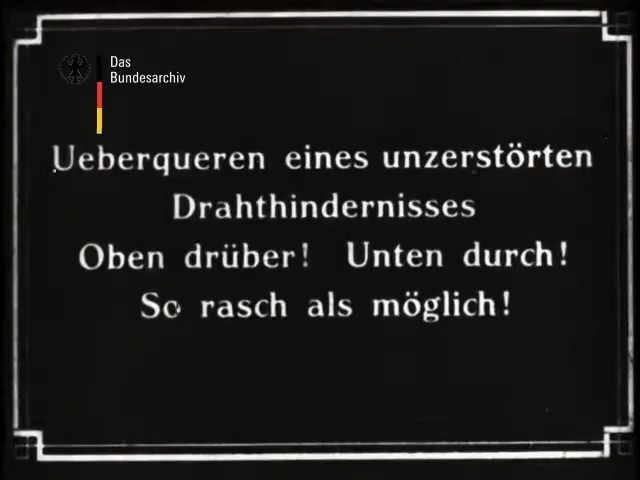 Das
Bundesarchiv
Ueberqueren eines unzerstörten
Drahthindernisses
Oben drüber! Unten durch!
So rasch als möglich!